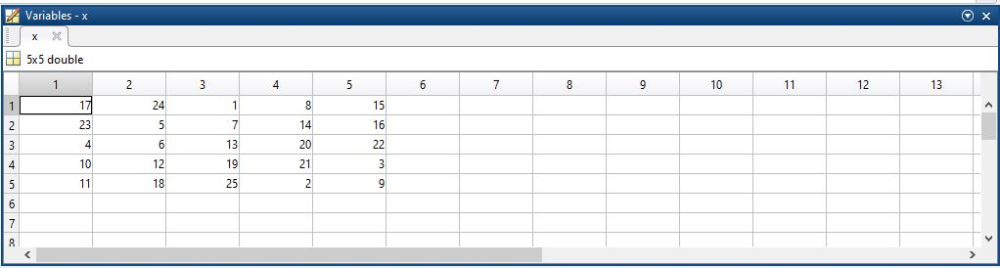 Variables - x
x
5x5 double
1 2 3 4 5 6 7 8 9 10 11 12 13
1 17 24 1 8 15
2 23 5 7 14 16
3 4 6 13 20 22
4 10 12 19 21 3
5 11 18 25 2 9
6
7
8